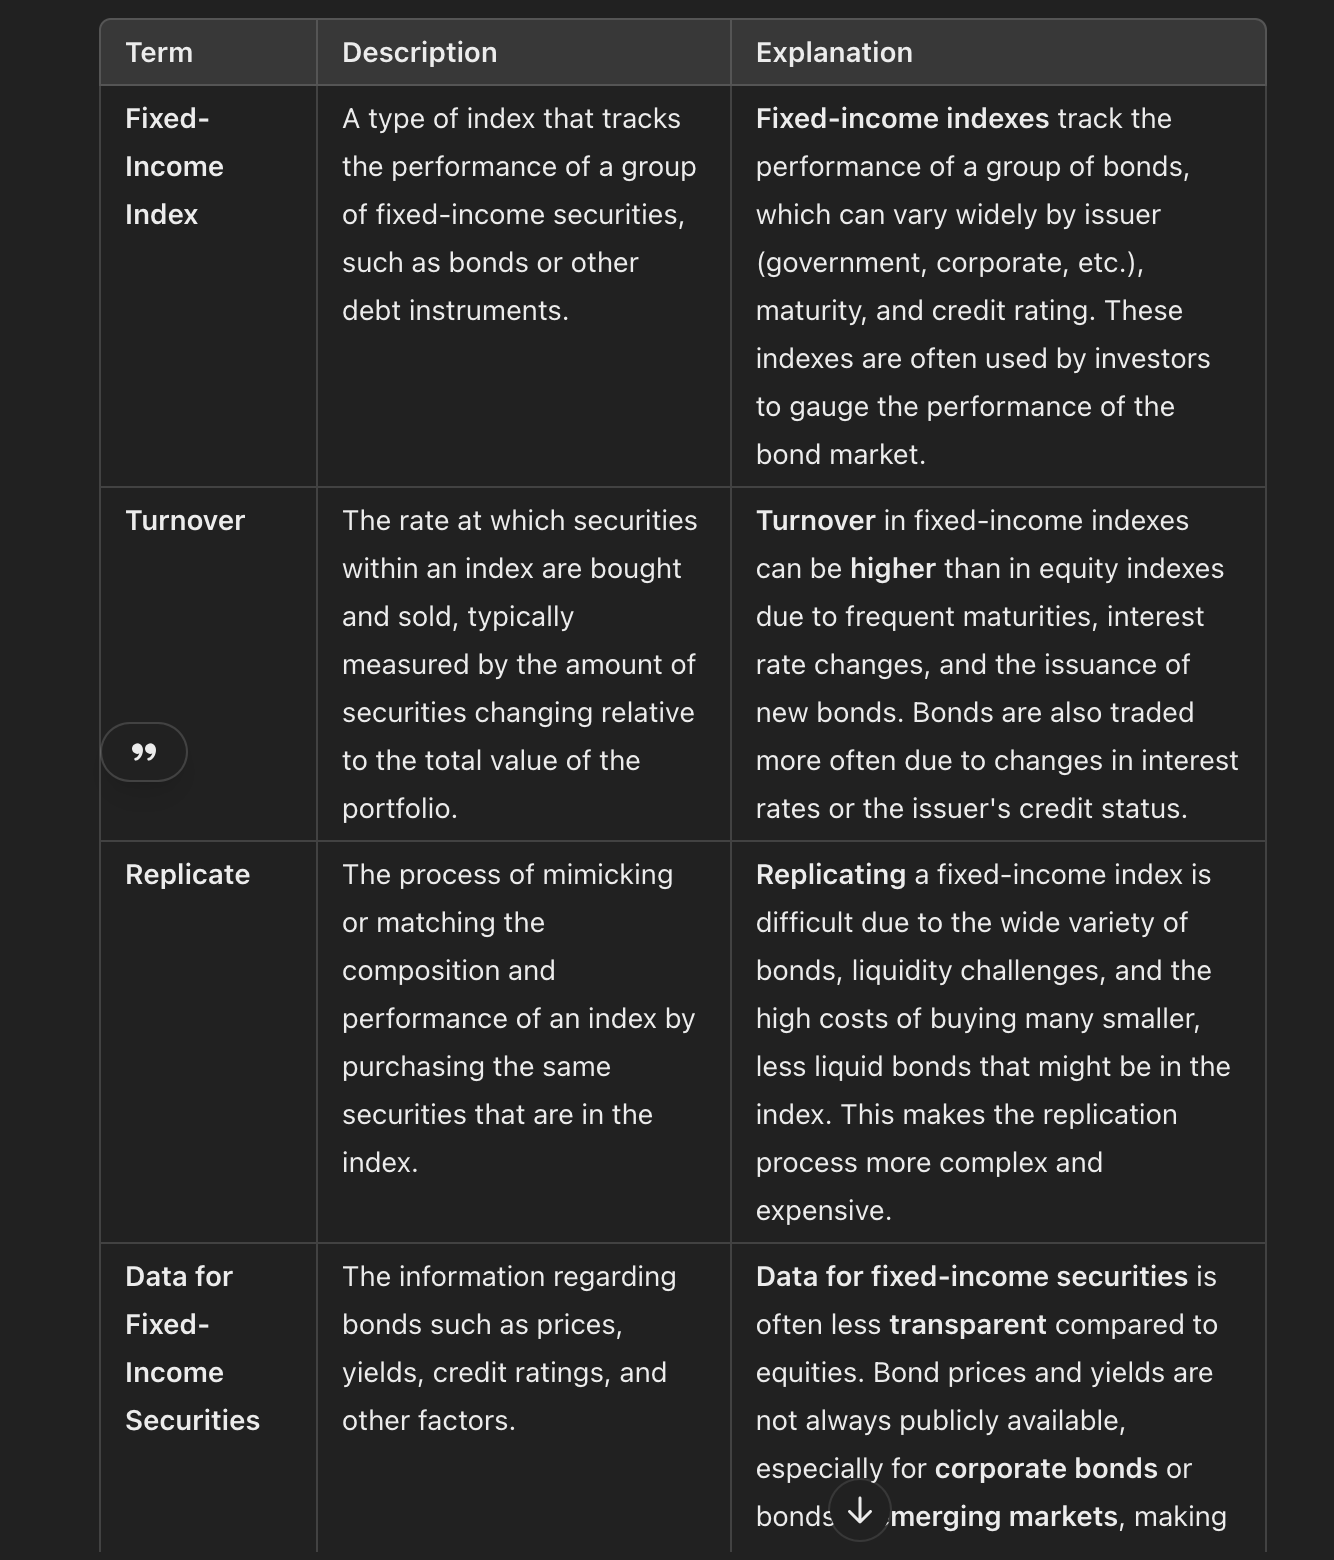 Term
Description
Explanation
Fixed-
Income
Index
A type of index that tracks
the performance of a group
of fixed-income securities,
such as bonds or other
debt instruments.
Fixed-income indexes track the
performance of a group of bonds,
which can vary widely by issuer
(government, corporate, etc.),
maturity, and credit rating. These
indexes are often used by investors
to gauge the performance of the
bond market.
Turnover
The rate at which securities
within an index are bought
and sold, typically
measured by the amount of
securities changing relative
to the total value of the
portfolio.
Turnover in fixed-income indexes
can be higher than in equity indexes
due to frequent maturities, interest
rate changes, and the issuance of
new bonds. Bonds are also traded
more often due to changes in interest
rates or the issuer's credit status.
Replicate
The process of mimicking
or matching the
composition and
performance of an index by
purchasing the same
securities that are in the
index.
Replicating a fixed-income index is
difficult due to the wide variety of
bonds, liquidity challenges, and the
high costs of buying many smaller,
less liquid bonds that might be in the
index. This makes the replication
process more complex and
expensive.
Data for
Fixed-
Income
Securities
The information regarding
bonds such as prices,
yields, credit ratings, and
other factors.
Data for fixed-income securities is
often less transparent compared to
equities. Bond prices and yields are
not always publicly available,
especially for corporate bonds or
bonds merging markets, making